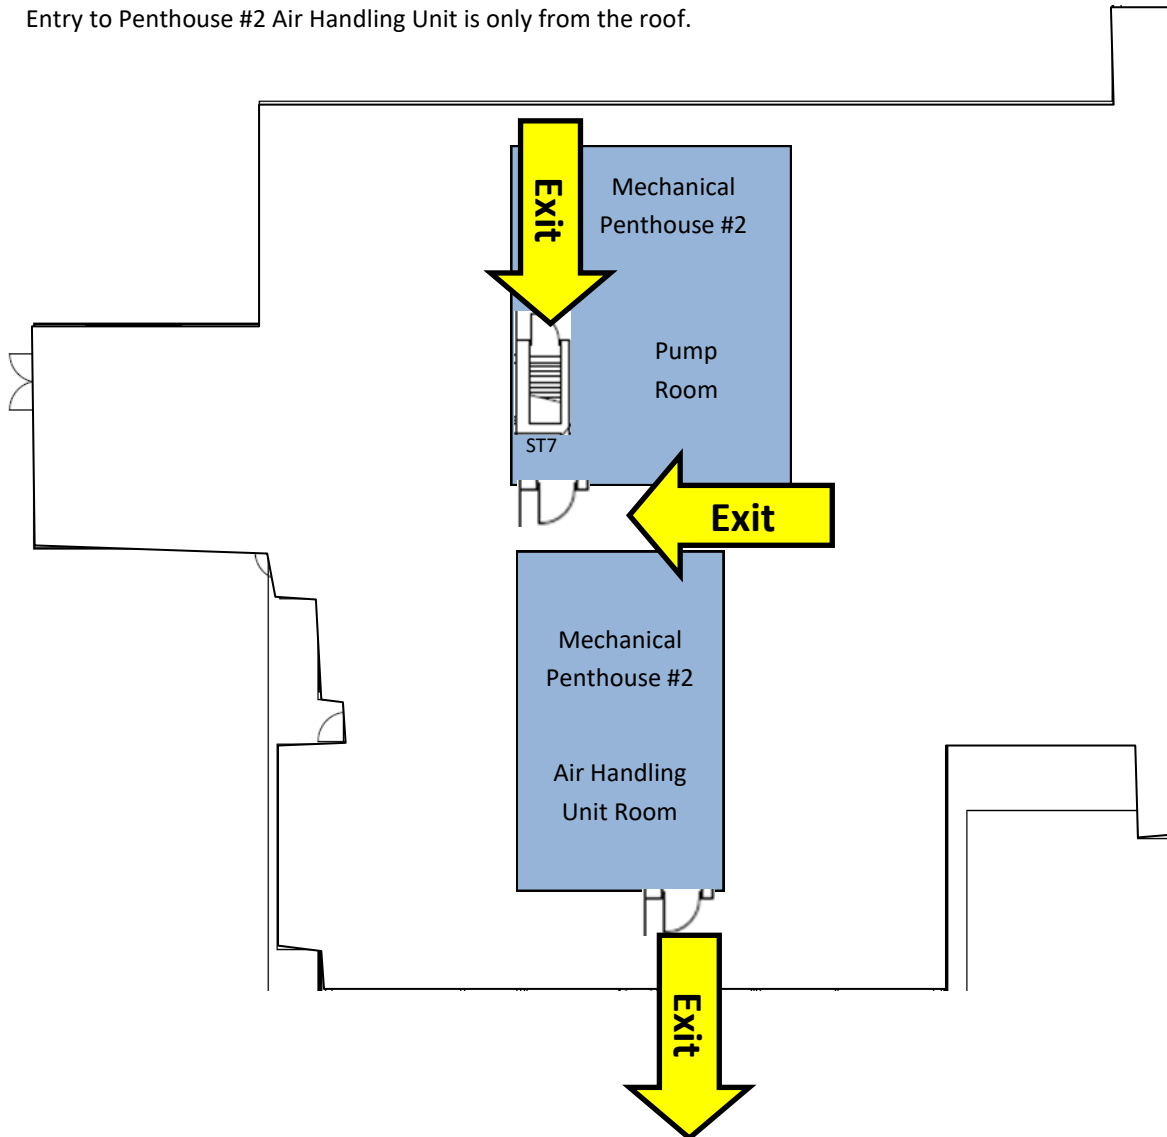 Entry to Penthouse #2 Air Handling Unit is only from the roof.
Exit
Mechanical
Penthouse #2
Pump
Room
ST7
Exit
Mechanical
Penthouse #2
Air Handling
Unit Room
Exit